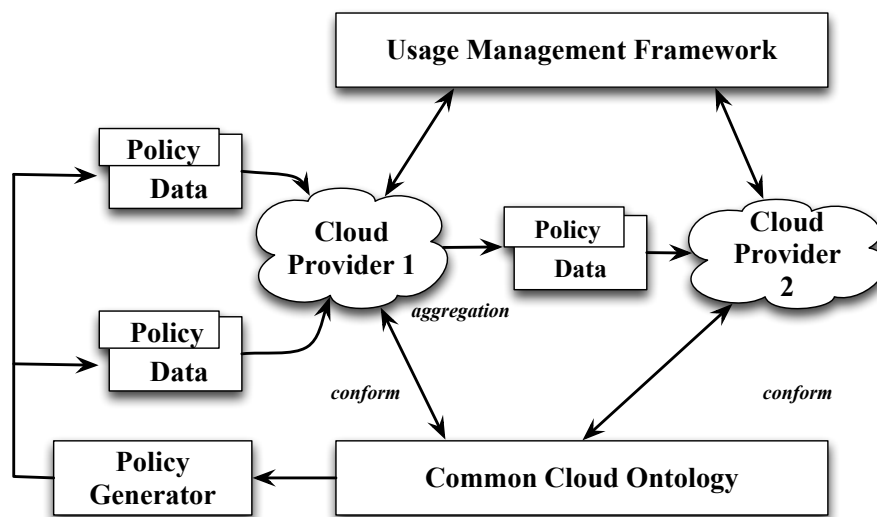 Usage Management Framework
Policy
Data
Cloud
Provider 1
Policy
Data
Cloud
Provider
2
aggregation
Policy
Data
conform
conform
Policy
Generator
Common Cloud Ontology